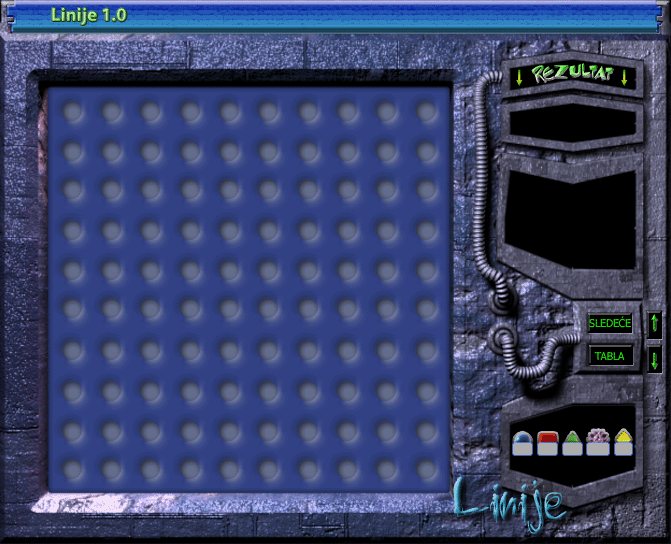 Linije 1.0
REZULTAT
SLEDEĆE
TABLA
Linije